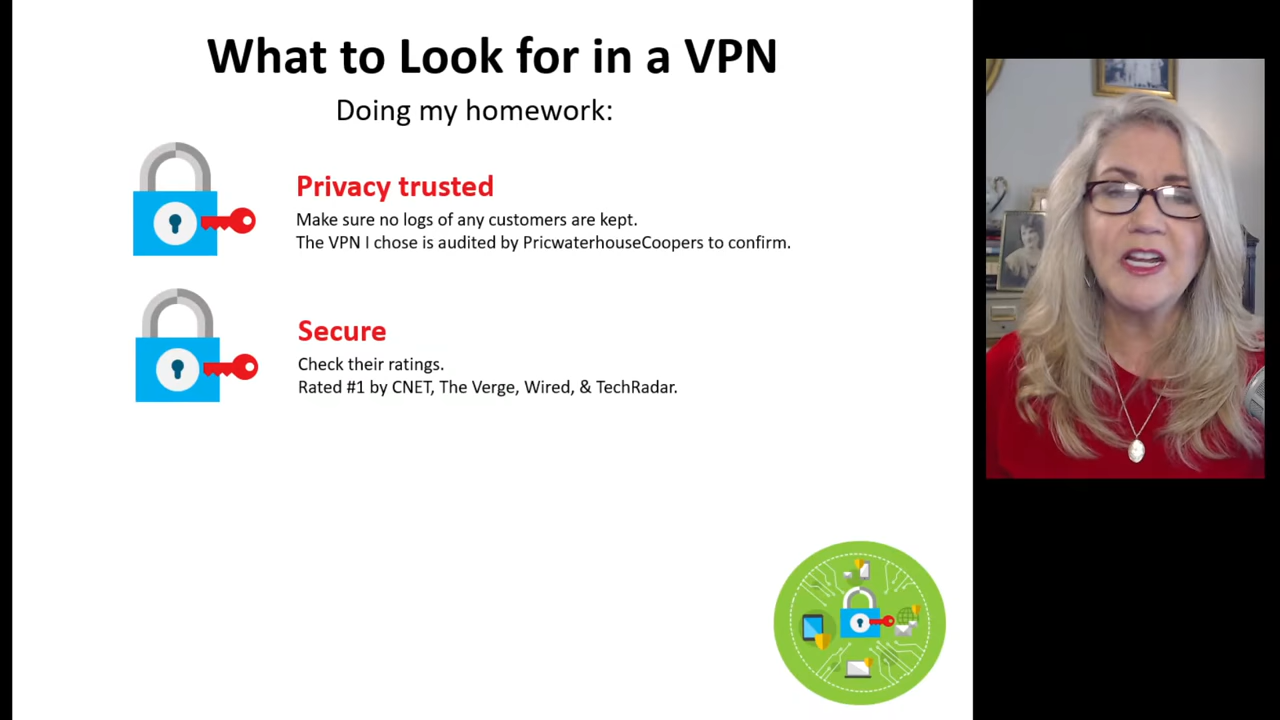 What to Look for in a VPN
Doing my homework:
Privacy trusted
Make sure no logs of any customers are kept.
The VPN I chose is audited by PricwaterhouseCoopers to confirm.
Secure
Check their ratings.
Rated #1 by CNET, The Verge, Wired, & TechRadar.